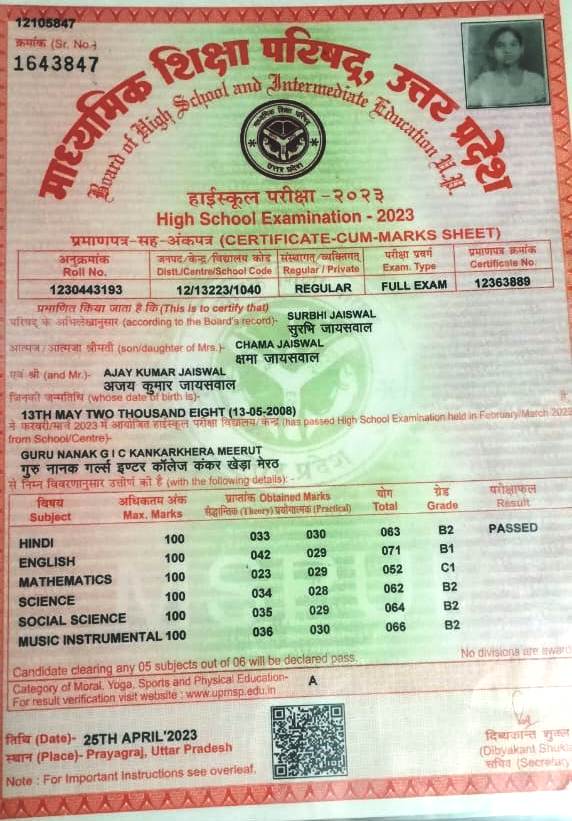 12105847
क्रमांक (Sr. No.-)
1643847
माध्यमिक शिक्षा परिषद्, उत्तर प्रदेश
Board of High School and Intermediate Education U.P.
माध्यमिक शिक्षा परिषद्
उत्तर प्रदेश
हाईस्कूल परीक्षा -२०२३
High School Examination - 2023
प्रमाणपत्र-सह-अंकपत्र (CERTIFICATE-CUM-MARKS SHEET)
अनुक्रमांक जनपद/केन्द्र/विद्यालय कोड संस्थागत/व्यक्तिगत परीक्षा प्रवर्ग प्रमाणपत्र क्रमांक
Roll No. Distt./Centre/School Code Regular / Private Exam. Type Certificate No.
1230443193 12/13223/1040 REGULAR FULL EXAM 12363889
प्रमाणित किया जाता है कि (This is to certify that)
परिषद् के अभिलेखानुसार (according to the Board's record)- SURBHI JAISWAL
सुरभि जायसवाल
आत्मज / आत्मजा श्रीमती (son/daughter of Mrs.)- CHAMA JAISWAL
क्षमा जायसवाल
एवं श्री (and Mr.)- AJAY KUMAR JAISWAL
अजय कुमार जायसवाल
जिनकी जन्मतिथि (whose date of birth is)-
13TH MAY TWO THOUSAND EIGHT (13-05-2008) है,
ने फरवरी/मार्च 2023 में आयोजित हाईस्कूल परीक्षा विद्यालय/ केन्द्र (has passed High School Examination held in February/March 2023
from School/Centre)-
GURU NANAK G I C KANKARKHERA MEERUT
गुरू नानक गर्ल्स इण्टर कॉलेज कंकर खेड़ा मेरठ
से निम्न विवरणानुसार उत्तीर्ण की है (with the following details):-
विषय अधिकतम अंक प्राप्तांक Obtained Marks योग ग्रेड परीक्षाफल
Subject Max. Marks सैद्धान्तिक (Theory) प्रयोगात्मक (Practical) Total Grade Result
HINDI 100 033 030 063 B2 PASSED
ENGLISH 100 042 029 071 B1
MATHEMATICS 100 023 029 052 C1
SCIENCE 100 034 028 062 B2
SOCIAL SCIENCE 100 035 029 064 B2
MUSIC INSTRUMENTAL 100 036 030 066 B2
Candidate clearing any 05 subjects out of 06 will be declared pass. No divisions are award
Category of Moral, Yoga, Sports and Physical Education- A
For result verification visit website : www.upmsp.edu.in
तिथि (Date)- 25TH APRIL'2023
स्थान (Place)- Prayagraj, Uttar Pradesh
Note : For Important Instructions see overleaf.
दिव्यकान्त शुक्ल
(Dibyakant Shukla
सचिव (Secretary